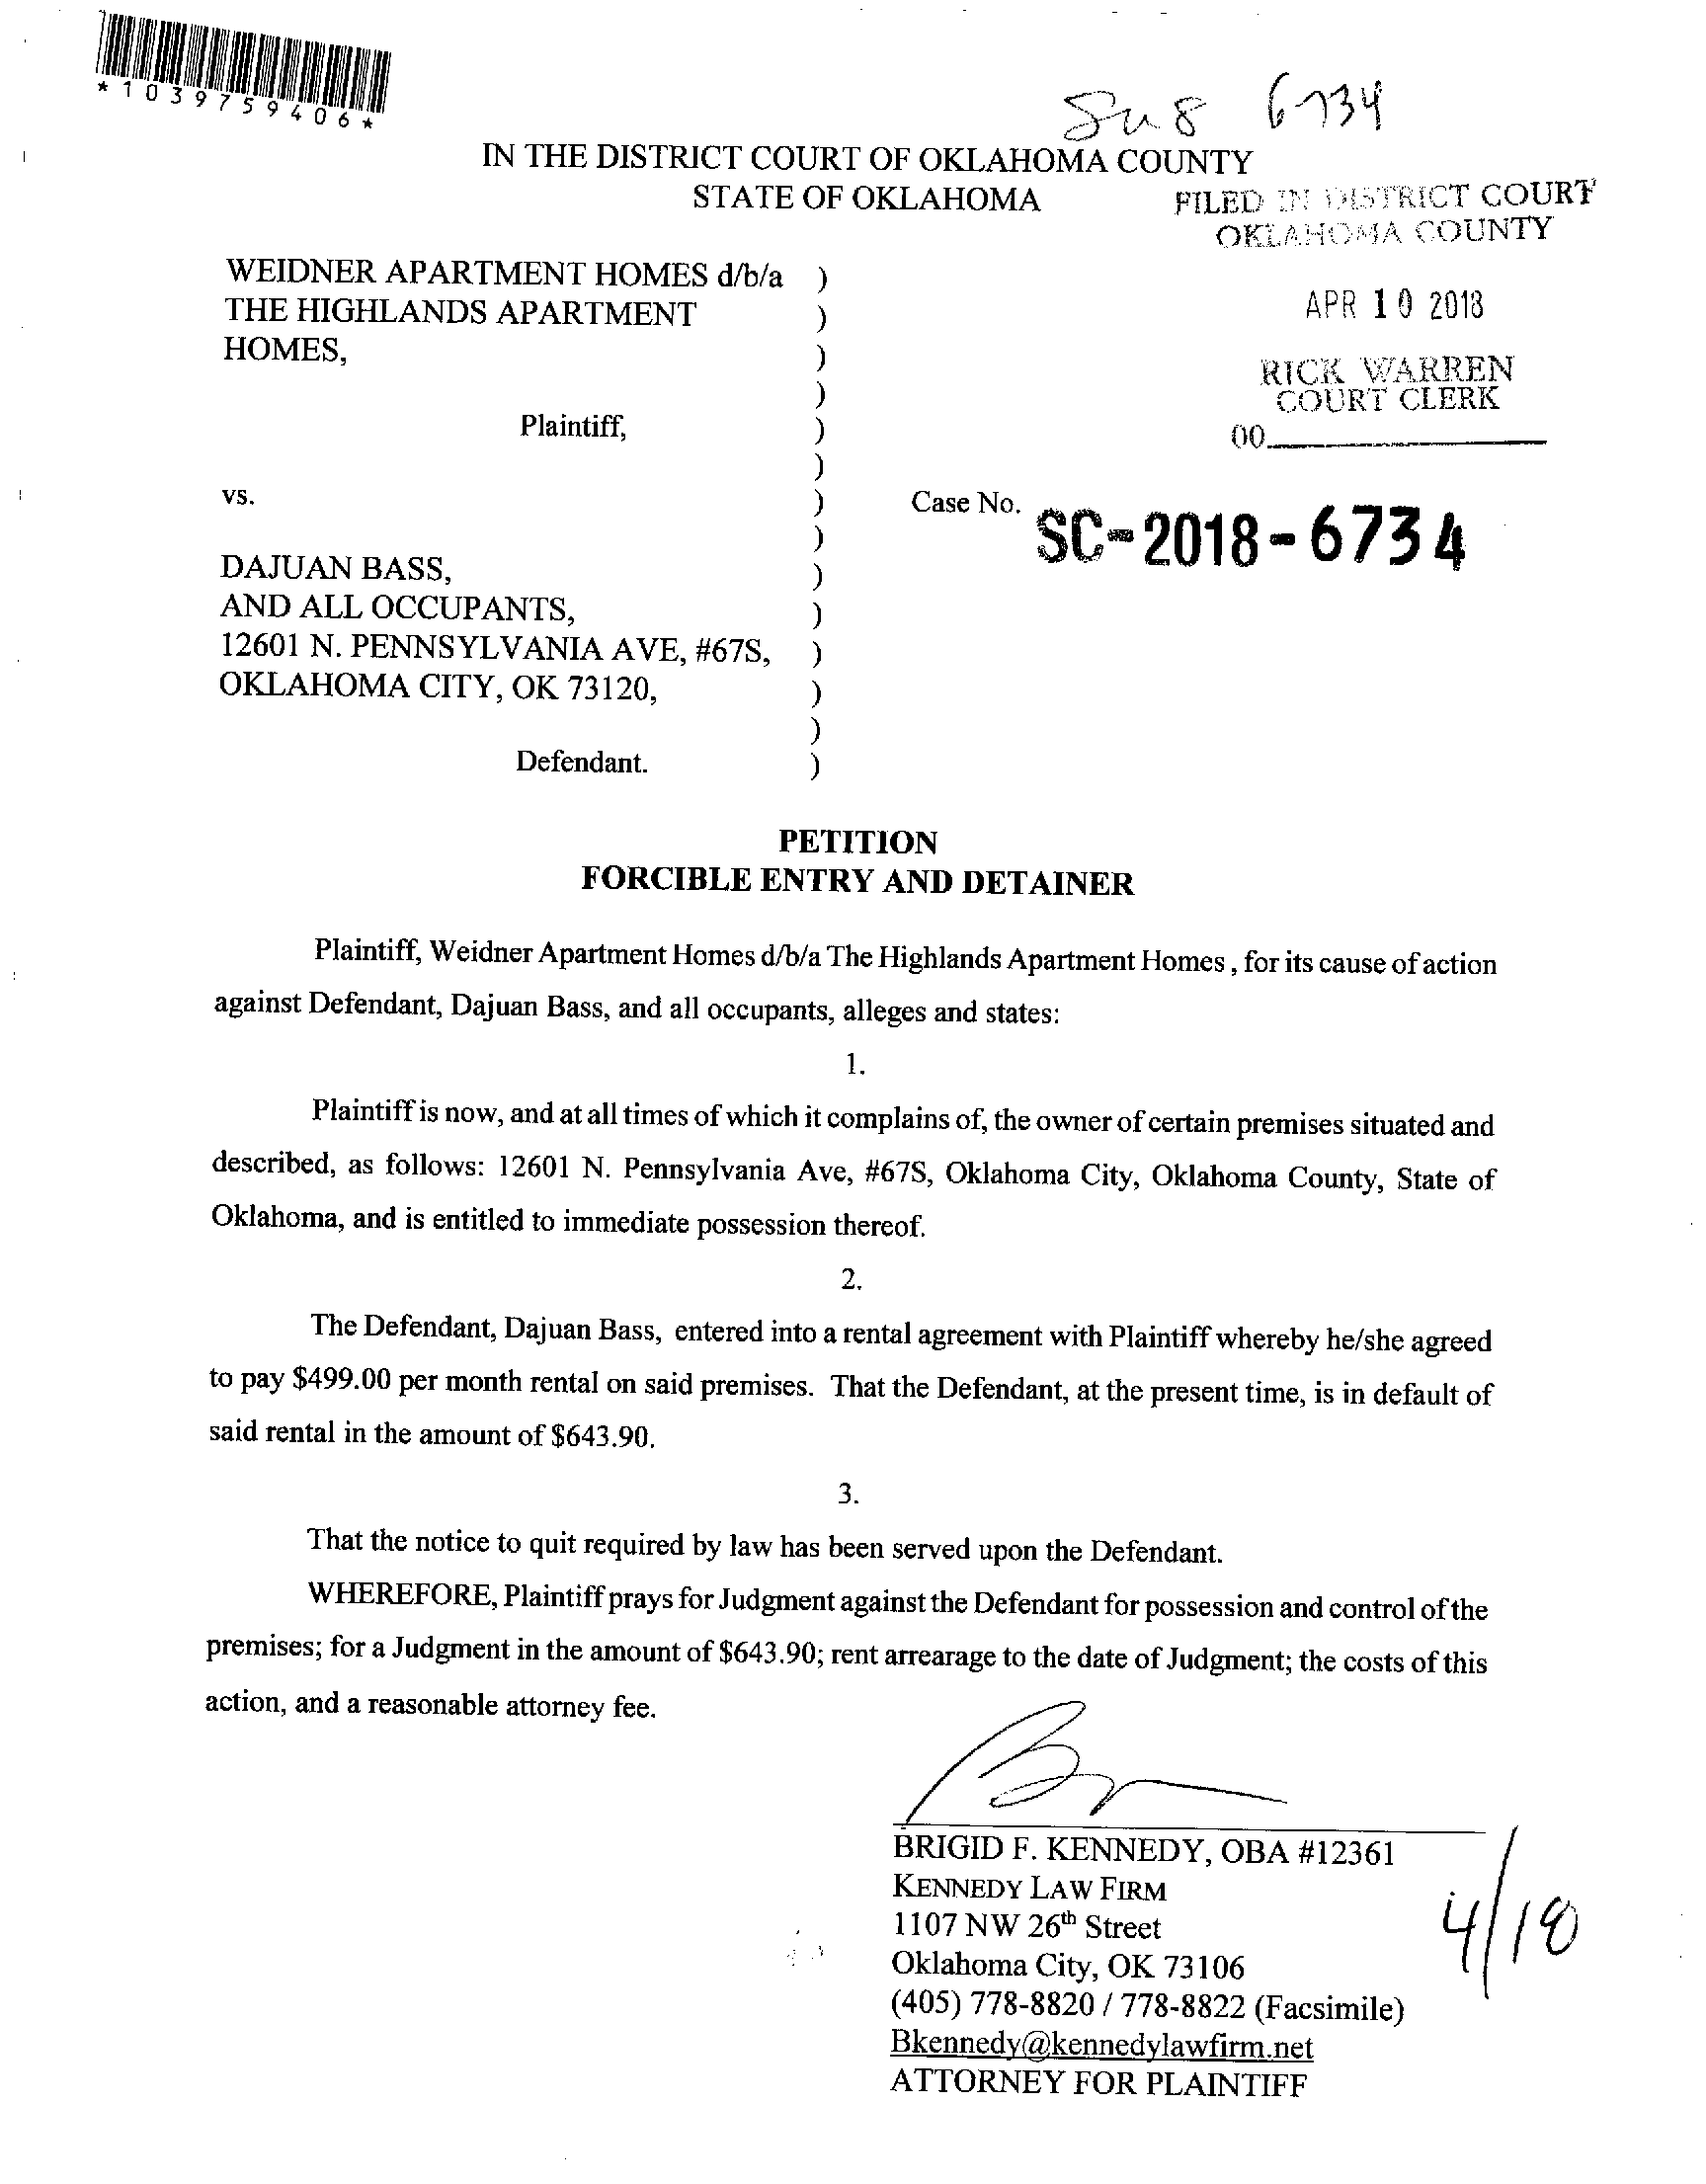 *1039759406*
6734
IN THE DISTRICT COURT OF OKLAHOMA COUNTY
STATE OF OKLAHOMA
FILED IN DISTRICT COURT
OKLAHOMA COUNTY
APR 10 2018
RICK WARREN
COURT CLERK
00
WEIDNER APARTMENT HOMES d/b/a )
THE HIGHLANDS APARTMENT )
HOMES, )
)
Plaintiff, )
)
vs. )
Case No. SC-2018-6734
)
DAJUAN BASS, )
AND ALL OCCUPANTS, )
12601 N. PENNSYLVANIA AVE, #67S, )
OKLAHOMA CITY, OK 73120, )
)
Defendant. )
PETITION
FORCIBLE ENTRY AND DETAINER
Plaintiff, Weidner Apartment Homes d/b/a The Highlands Apartment Homes , for its cause of action
against Defendant, Dajuan Bass, and all occupants, alleges and states:
1.
Plaintiff is now, and at all times of which it complains of, the owner of certain premises situated and
described, as follows: 12601 N. Pennsylvania Ave, #67S, Oklahoma City, Oklahoma County, State of
Oklahoma, and is entitled to immediate possession thereof.
2.
The Defendant, Dajuan Bass, entered into a rental agreement with Plaintiff whereby he/she agreed
to pay $499.00 per month rental on said premises. That the Defendant, at the present time, is in default of
said rental in the amount of $643.90.
3.
That the notice to quit required by law has been served upon the Defendant.
WHEREFORE, Plaintiff prays for Judgment against the Defendant for possession and control of the
premises; for a Judgment in the amount of $643.90; rent arrearage to the date of Judgment; the costs of this
action, and a reasonable attorney fee.
BRIGID F. KENNEDY, OBA #12361
KENNEDY LAW FIRM
1107 NW 26th Street
Oklahoma City, OK 73106
(405) 778-8820 / 778-8822 (Facsimile)
Bkennedy@kennedylawfirm.net
ATTORNEY FOR PLAINTIFF
4/18